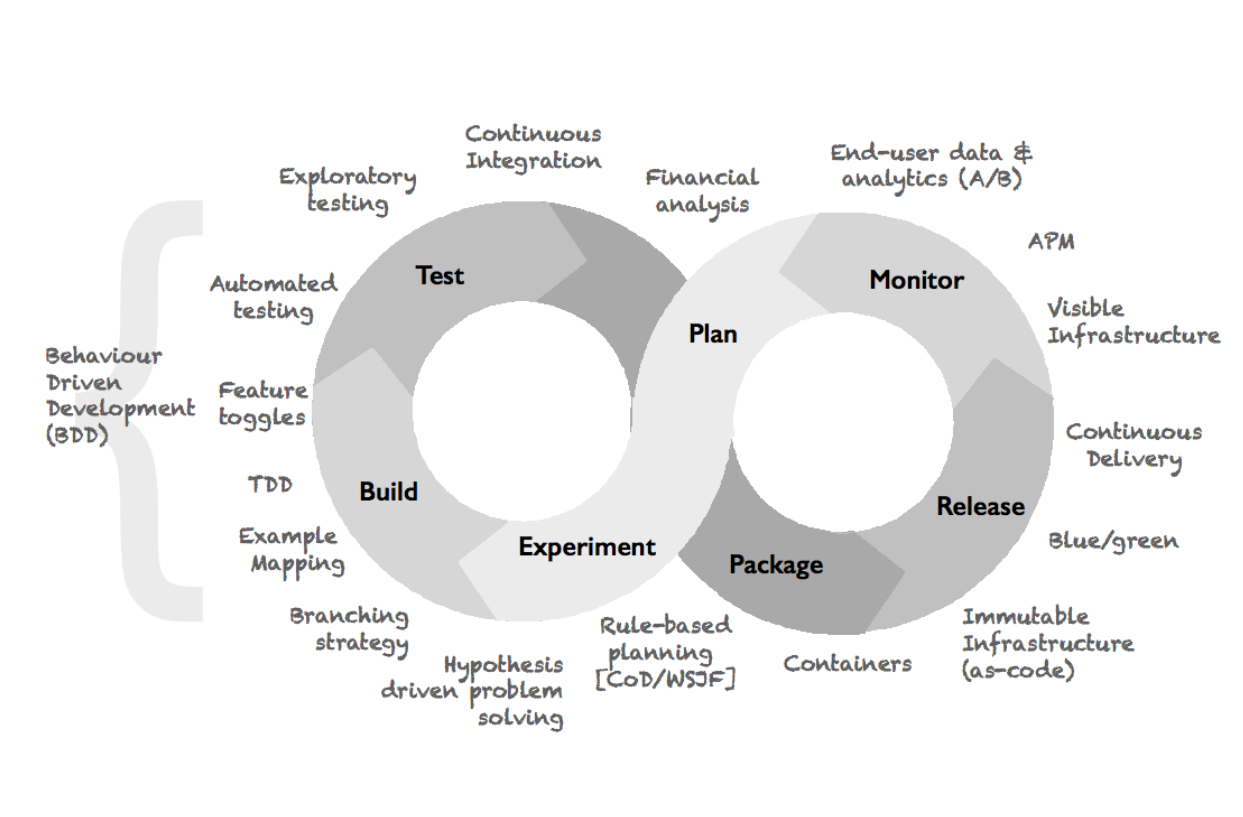 Continuous
Integration
Exploratory
testing
Financial
analysis
End-user data &
analytics (A/B)
APM
Test
Monitor
Automated
testing
Visible
Infrastructure
Plan
Behaviour
Driven
Development
(BDD)
Feature
toggles
Continuous
Delivery
TDD
Build
Release
Example
Mapping
Experiment
Package
Blue/green
Branching
strategy
Rule-based
planning
[CoD/WSJF]
Immutable
Infrastructure
(as-code)
Hypothesis
driven problem
solving
Containers